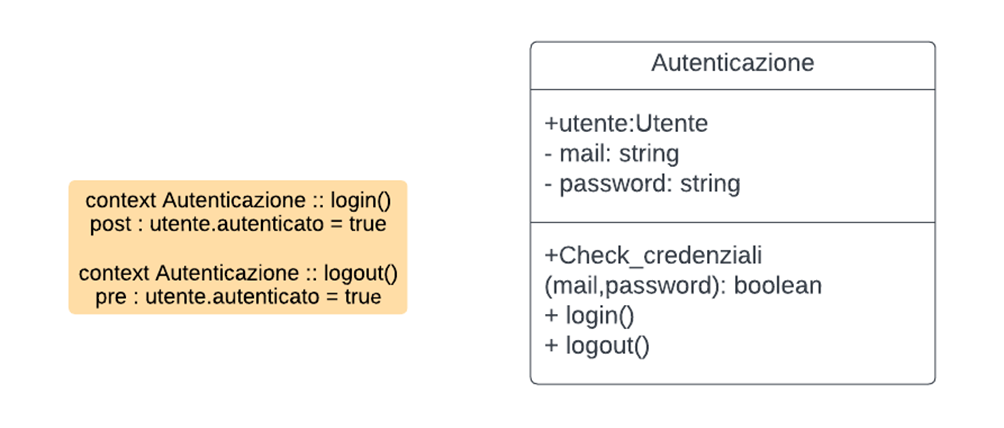 context Autenticazione :: login()
post : utente.autenticato = true
context Autenticazione :: logout()
pre : utente.autenticato = true
Autenticazione
+utente:Utente
- mail: string
- password: string
+Check_credenziali
(mail,password): boolean
+ login()
+ logout()